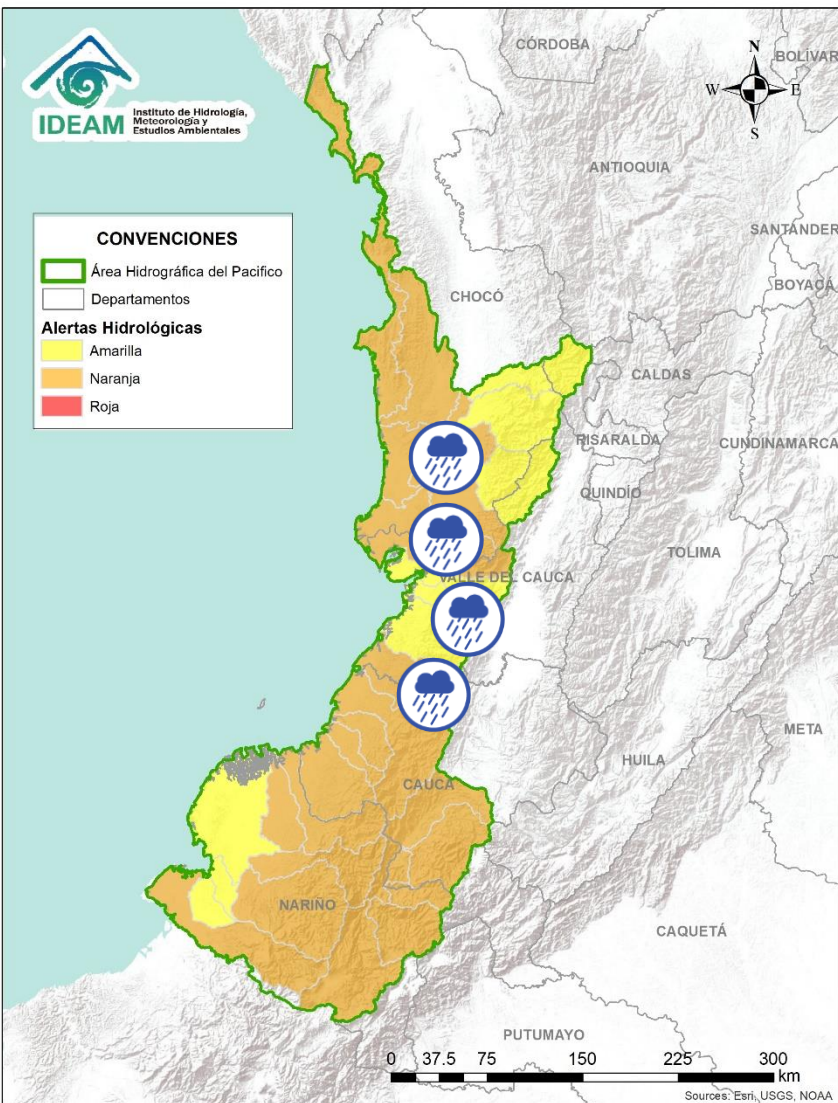 IDEAM
Instituto de Hidrología,
Meteorología y
Estudios Ambientales
N
W
E
S
CÓRDOBA
BOLÍVAR
ANTIOQUIA
SANTANDER
BOYACÁ
CHOCÓ
CALDAS
RISARALDA
CUNDINAMARCA
QUINDÍO
TOLIMA
VALLE DEL CAUCA
META
HUILA
CAUCA
NARIÑO
CAQUETÁ
PUTUMAYO
CONVENCIONES
Área Hidrográfica del Pacifico
Departamentos
Alertas Hidrológicas
Amarilla
Naranja
Roja
0 37.5 75 150 225 300
km
Sources: Esri, USGS, NOAA